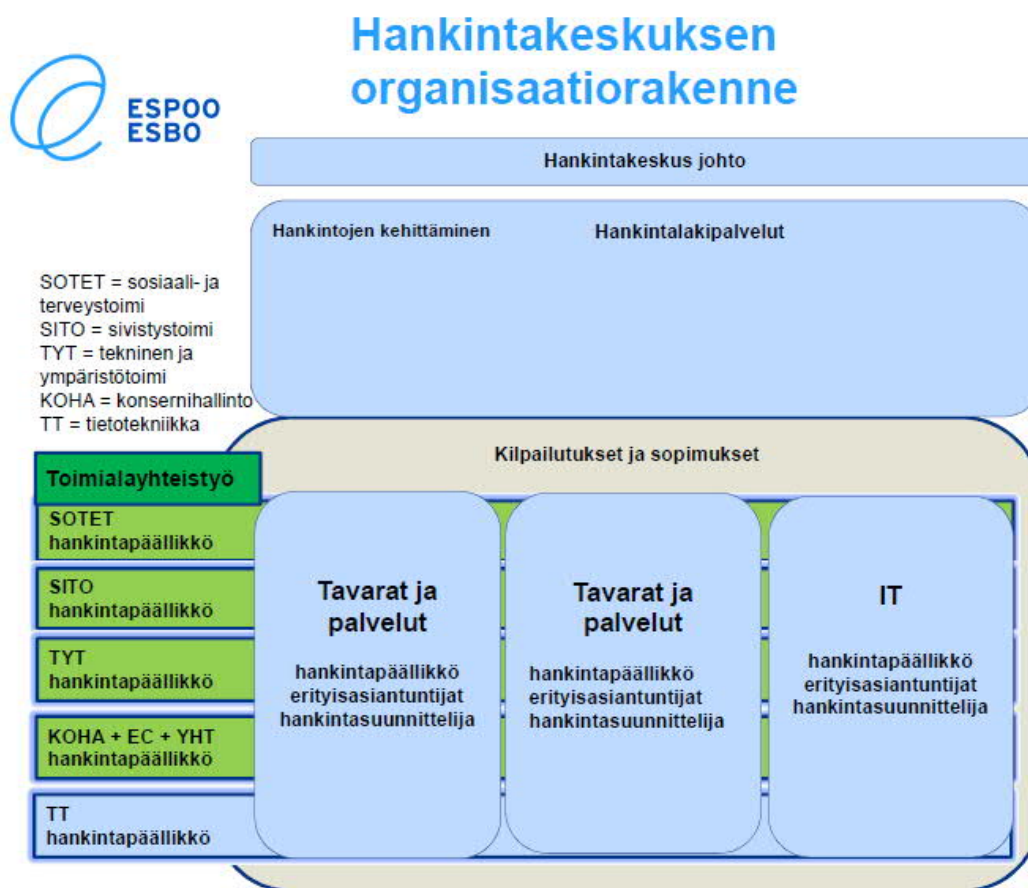 Hankintakeskuksen
organisaatiorakenne
ESPOO
ESBO
Hankintakeskus johto
Hankintojen kehittäminen
Hankintalakipalvelut
SOTET = sosiaali- ja
terveystoimi
SITO = sivistystoimi
TYT = tekninen ja
ympäristötoimi
KOHA = konsernihallinto
TT = tietotekniikka
Kilpailutukset ja sopimukset
Toimialayhteistyö
SOTET
hankintapäällikkö
SITO
hankintapäällikkö
TYT
hankintapäällikkö
KOHA + EC + YHT
hankintapäällikkö
TT
hankintapäällikkö
Tavarat ja
palvelut
hankintapäällikkö
erityisasiantuntijat
hankintasuunnittelija
Tavarat ja
palvelut
hankintapäällikkö
erityisasiantuntijat
hankintasuunnittelija
IT
hankintapäällikkö
erityisasiantuntijat
hankintasuunnittelija